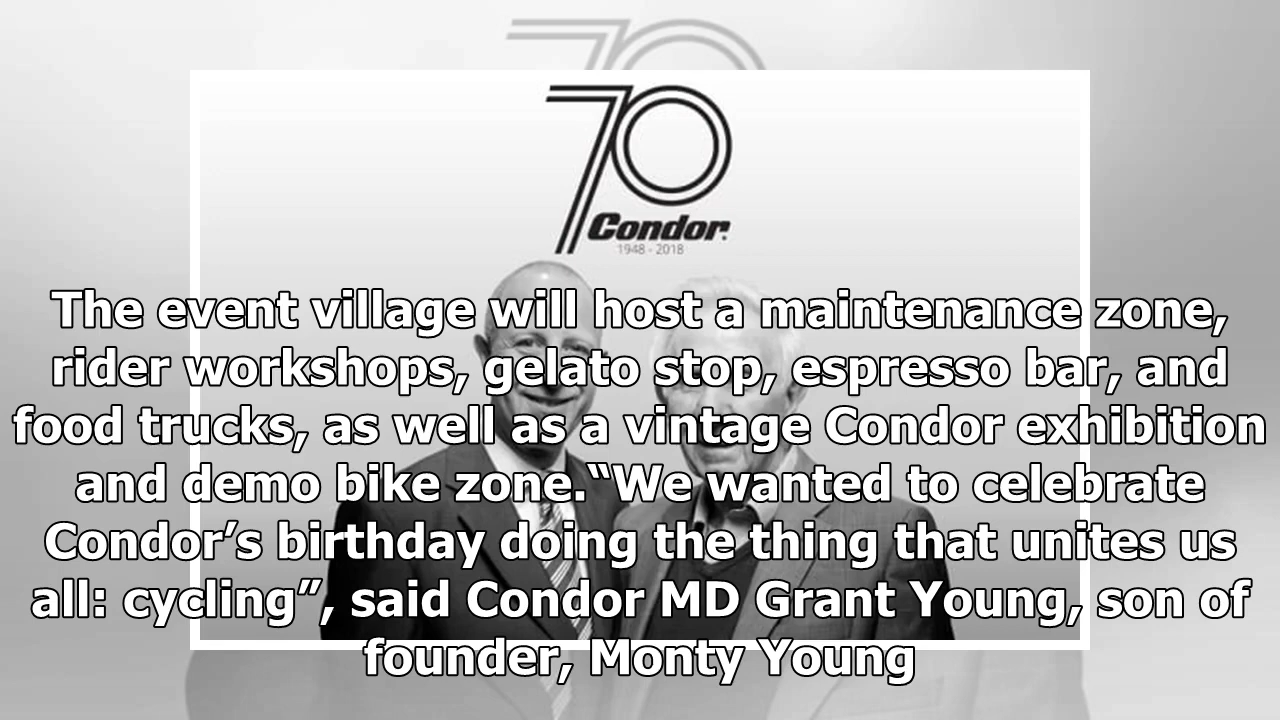 70
70
Condor
1948 - 2018
The event village will host a maintenance zone,
rider workshops, gelato stop, espresso bar, and
food trucks, as well as a vintage Condor exhibition
and demo bike zone.“We wanted to celebrate
Condor’s birthday doing the thing that unites us
all: cycling”, said Condor MD Grant Young, son of
founder, Monty Young